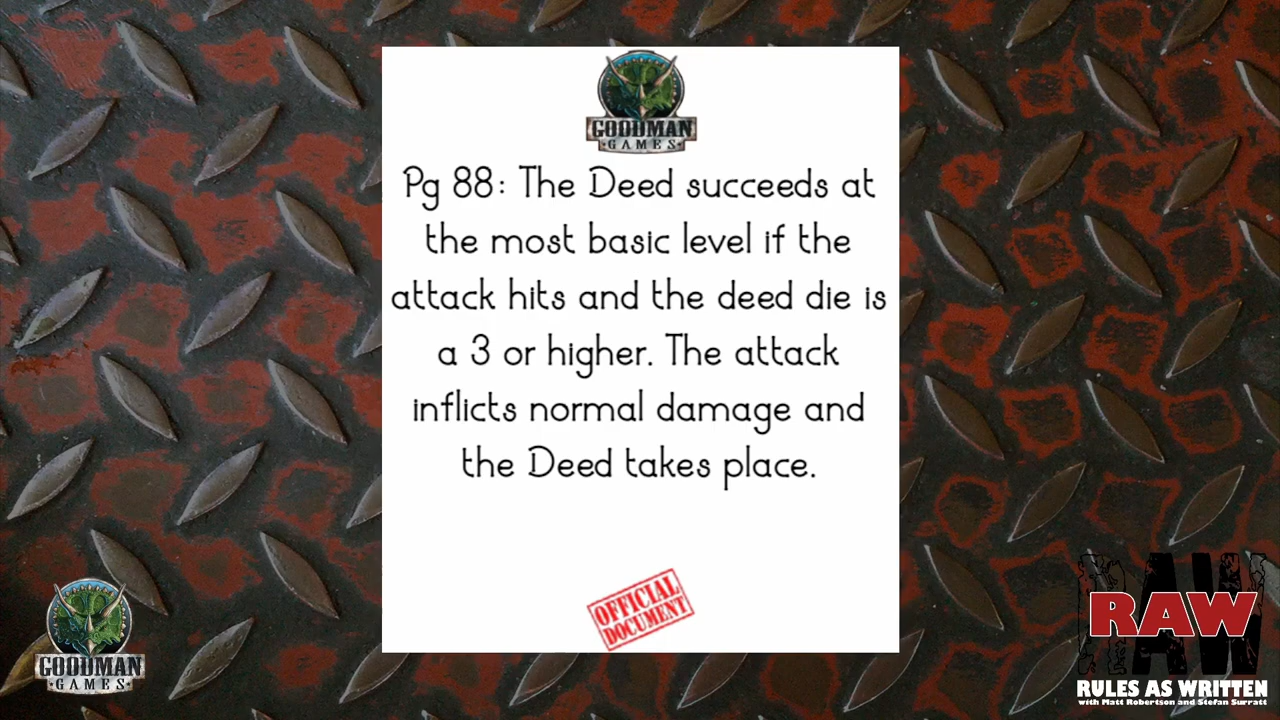 GOODMAN
GAMES
Pg 88: The Deed succeeds at
the most basic level if the
attack hits and the deed die is
a 3 or higher. The attack
inflicts normal damage and
the Deed takes place.
OFFICIAL
DOCUMENT
GOODMAN
GAMES
RAW
RAW
RULES AS WRITTEN
with Matt Robertson and Stefan Surratt